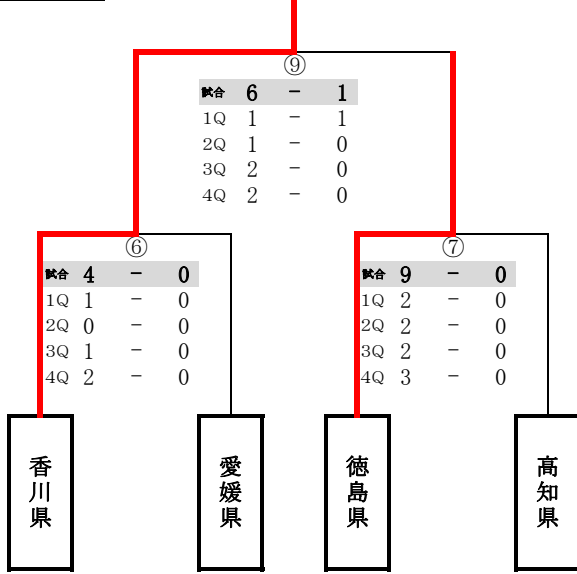 ⑨
試合 6 - 1
1Q 1 - 1
2Q 1 - 0
3Q 2 - 0
4Q 2 - 0
⑥
試合 4 - 0
1Q 1 - 0
2Q 0 - 0
3Q 1 - 0
4Q 2 - 0
⑦
試合 9 - 0
1Q 2 - 0
2Q 2 - 0
3Q 2 - 0
4Q 3 - 0
香川県
愛媛県
徳島県
高知県